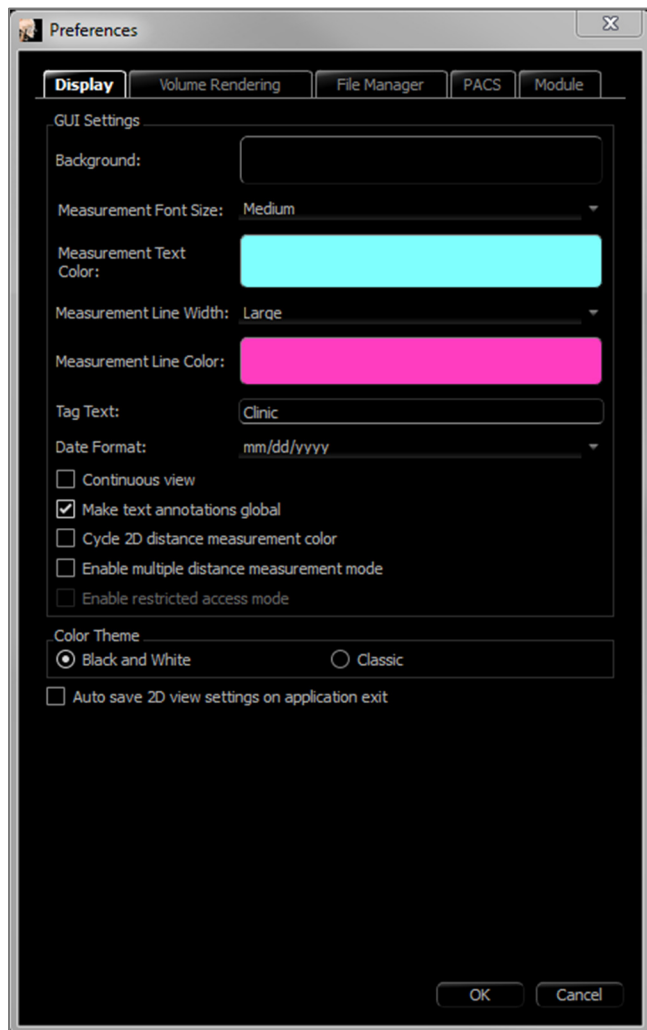 Preferences
Display Volume Rendering File Manager PACS Module
GUI Settings
Background:
Measurement Font Size: Medium
Measurement Text
Color:
Measurement Line Width: Large
Measurement Line Color:
Tag Text: Clinic
Date Format: mm/dd/yyyy
Continuous view
Make text annotations global
Cycle 2D distance measurement color
Enable multiple distance measurement mode
Enable restricted access mode
Color Theme
Black and White Classic
Auto save 2D view settings on application exit
OK Cancel